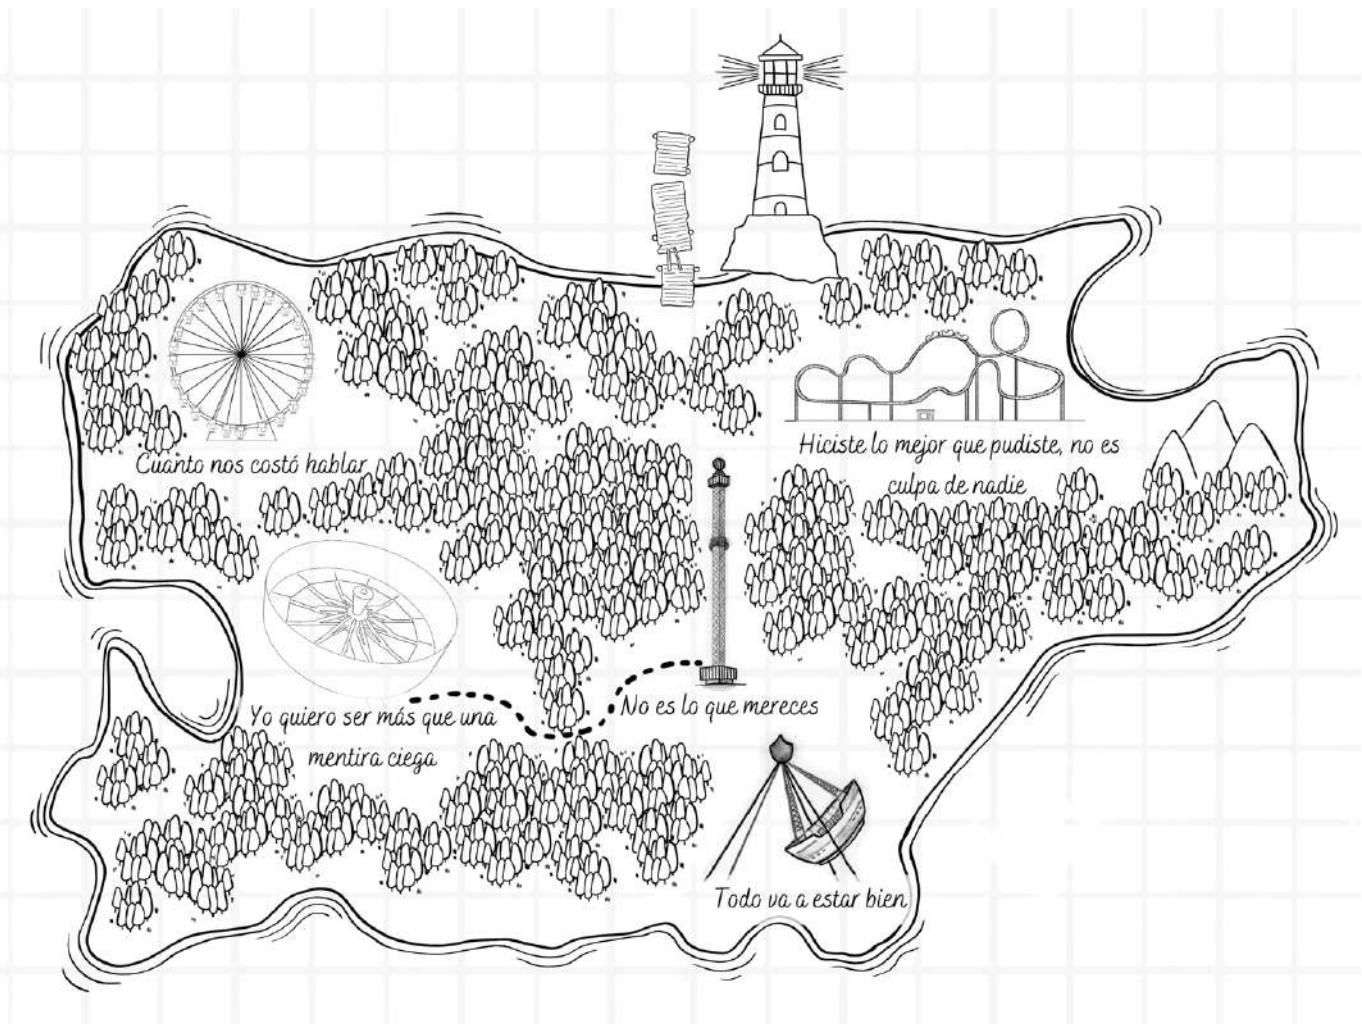 Cuanto nos costó hablar
Hiciste lo mejor que pudiste, no es
culpa de nadie
Yo quiero ser más que una
mentira ciega
No es lo que mereces
Todo va a estar bien